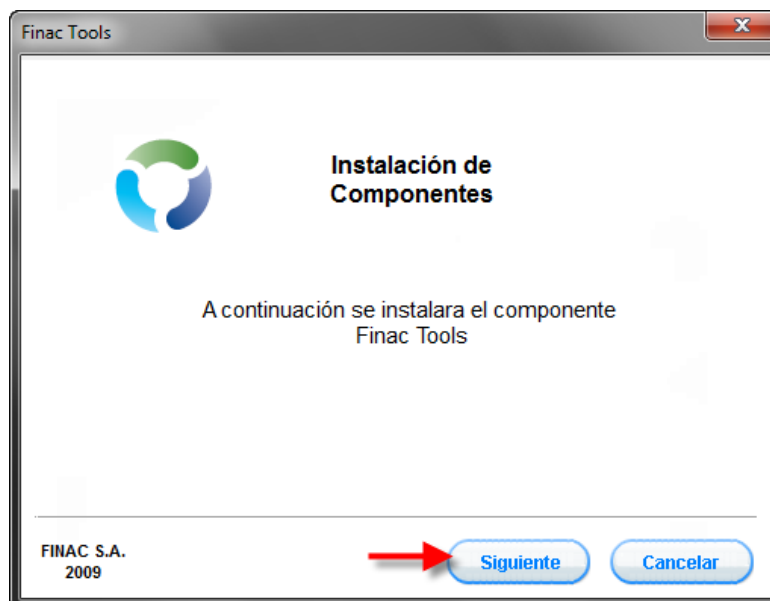 Finac Tools
Instalación de
Componentes
A continuación se instalara el componente
Finac Tools
FINAC S.A.
2009
Siguiente
Cancelar